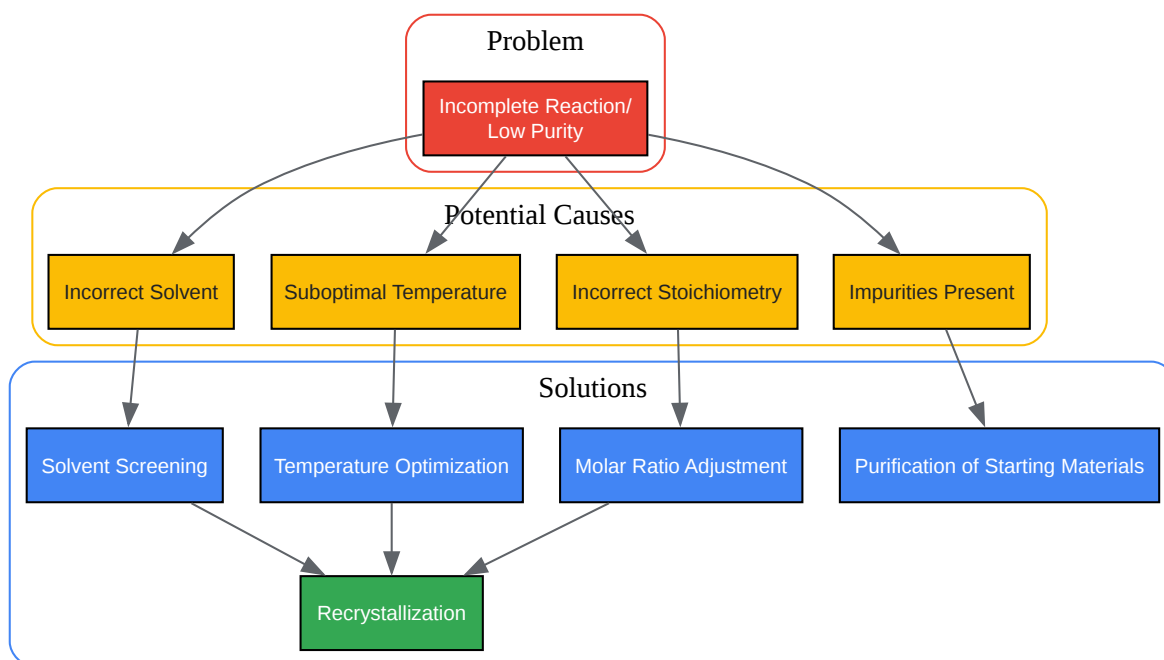 Problem
Incomplete Reaction/
Low Purity
Potential Causes
Incorrect Solvent
Suboptimal Temperature
Incorrect Stoichiometry
Impurities Present
Solutions
Solvent Screening
Temperature Optimization
Molar Ratio Adjustment
Purification of Starting Materials
Recrystallization